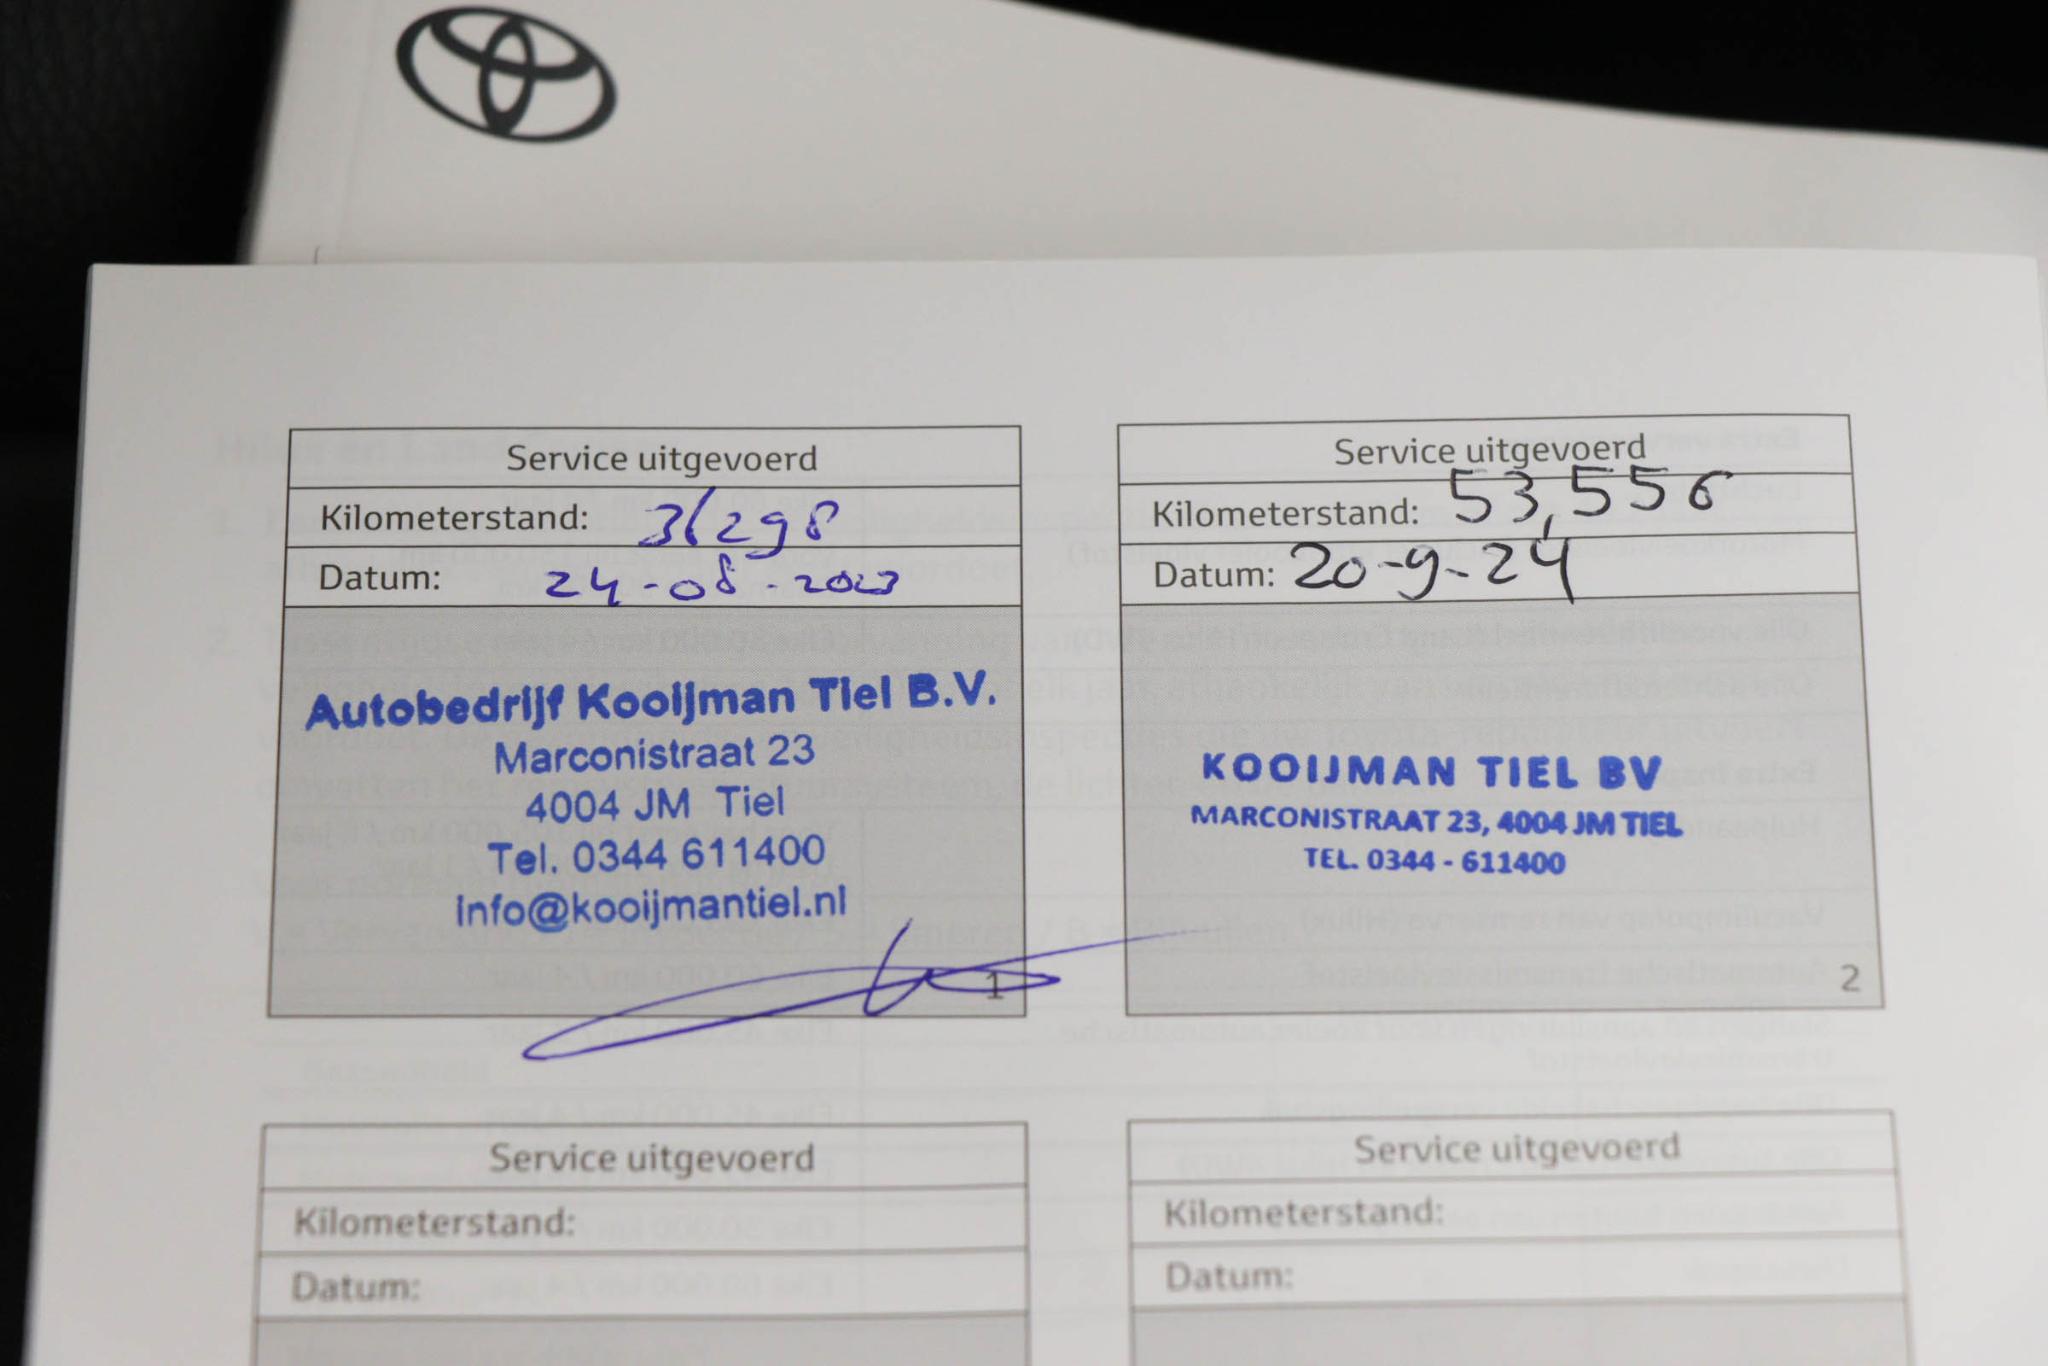 Service uitgevoerd
Kilometerstand: 31298
Datum: 24-08-2023
Autobedrijf Kooijman Tiel B.V.
Marconistraat 23
4004 JM Tiel
Tel. 0344 611400
info@kooijmantiel.nl
1
Service uitgevoerd
Kilometerstand: 53,556
Datum: 20-9-24
KOOIJMAN TIEL BV
MARCONISTRAAT 23, 4004 JM TIEL
TEL. 0344 - 611400
2
Service uitgevoerd
Kilometerstand:
Datum:
Service uitgevoerd
Kilometerstand:
Datum: